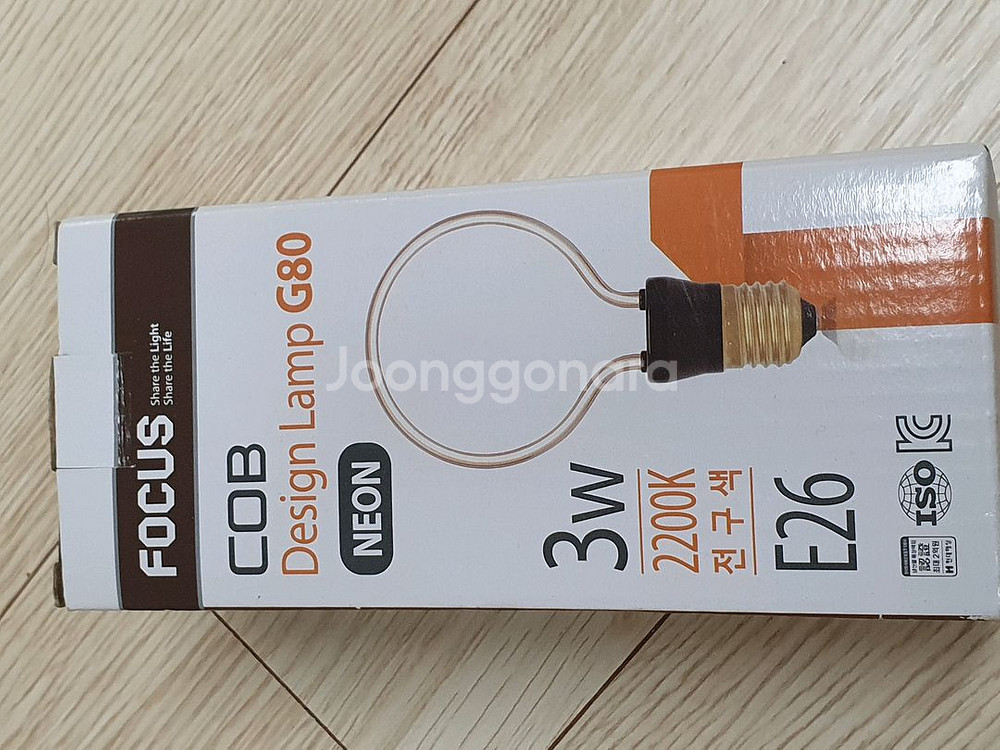 FOCUS
Share the Light
Share the Life
COB
Design Lamp G80
NEON
3w
2200K
전구색
E26
ISO
Joonggonara